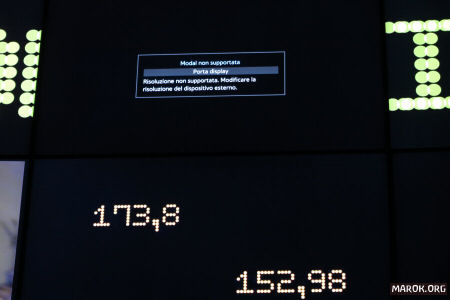 Modal non supportata
Porta display
Risoluzione non supportata. Modificare la
risoluzione del dispositivo esterno.
173,8
152,98
MAROK.ORG